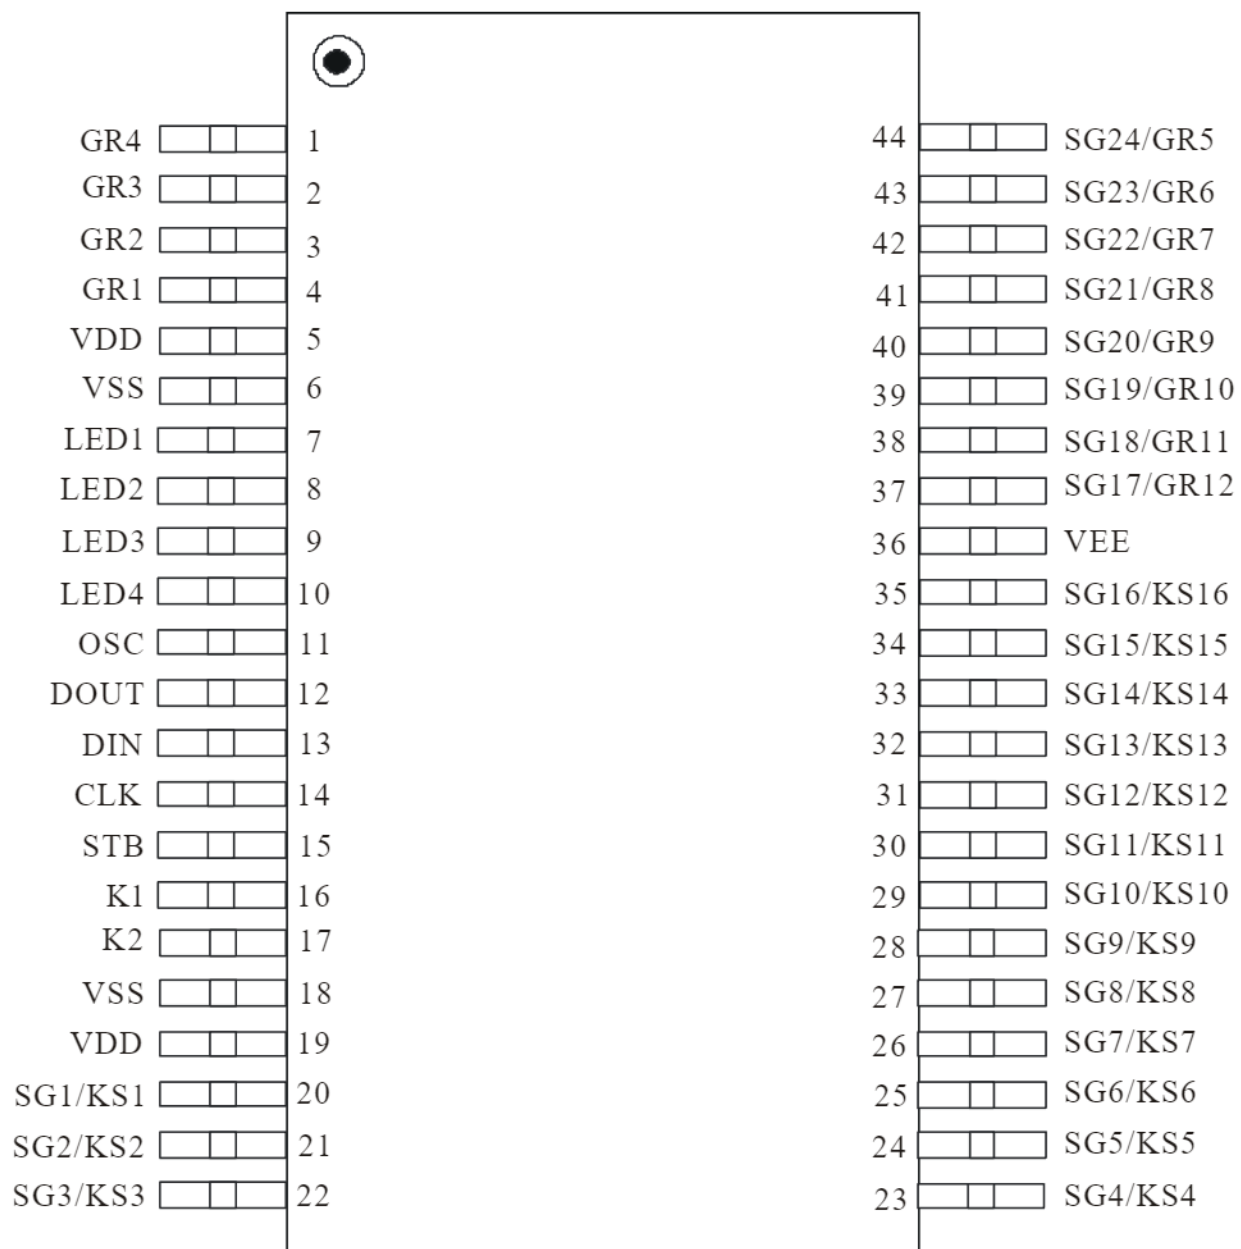 GR4 1 44 SG24/GR5
GR3 2 43 SG23/GR6
GR2 3 42 SG22/GR7
GR1 4 41 SG21/GR8
VDD 5 40 SG20/GR9
VSS 6 39 SG19/GR10
LED1 7 38 SG18/GR11
LED2 8 37 SG17/GR12
LED3 9 36 VEE
LED4 10 35 SG16/KS16
OSC 11 34 SG15/KS15
DOUT 12 33 SG14/KS14
DIN 13 32 SG13/KS13
CLK 14 31 SG12/KS12
STB 15 30 SG11/KS11
K1 16 29 SG10/KS10
K2 17 28 SG9/KS9
VSS 18 27 SG8/KS8
VDD 19 26 SG7/KS7
SG1/KS1 20 25 SG6/KS6
SG2/KS2 21 24 SG5/KS5
SG3/KS3 22 23 SG4/KS4